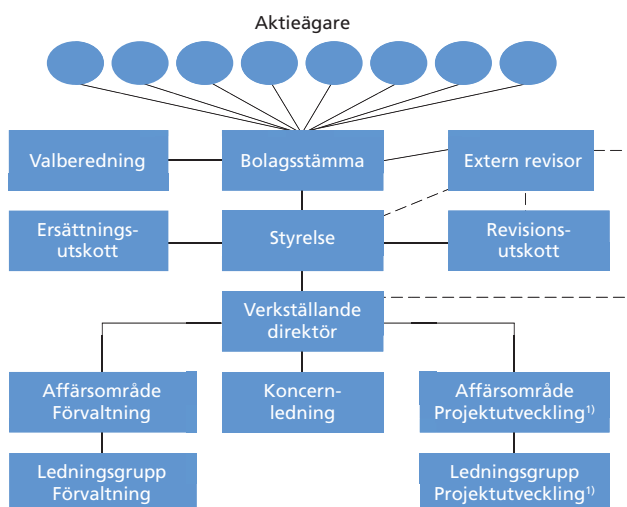 Aktieägare
Valberedning
Bolagsstämma
Extern revisor
Ersättnings-
utskott
Styrelse
Revisions-
utskott
Verkställande
direktör
Affärsområde
Förvaltning
Koncern-
ledning
Affärsområde
Projektutveckling¹⁾
Ledningsgrupp
Förvaltning
Ledningsgrupp
Projektutveckling¹⁾